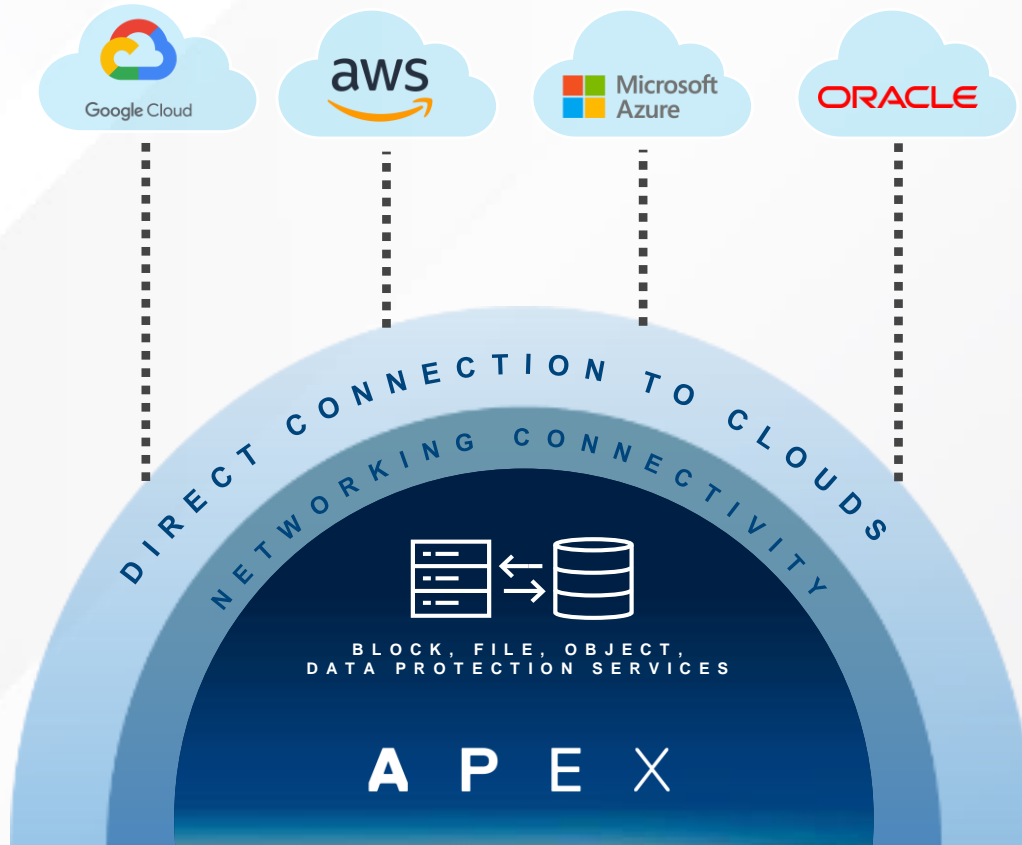 Google Cloud
aws
Microsoft
Azure
ORACLE
DIRECT CONNECTION TO CLOUDS
NETWORKING CONNECTIVITY
BLOCK, FILE, OBJECT,
DATA PROTECTION SERVICES
APEX